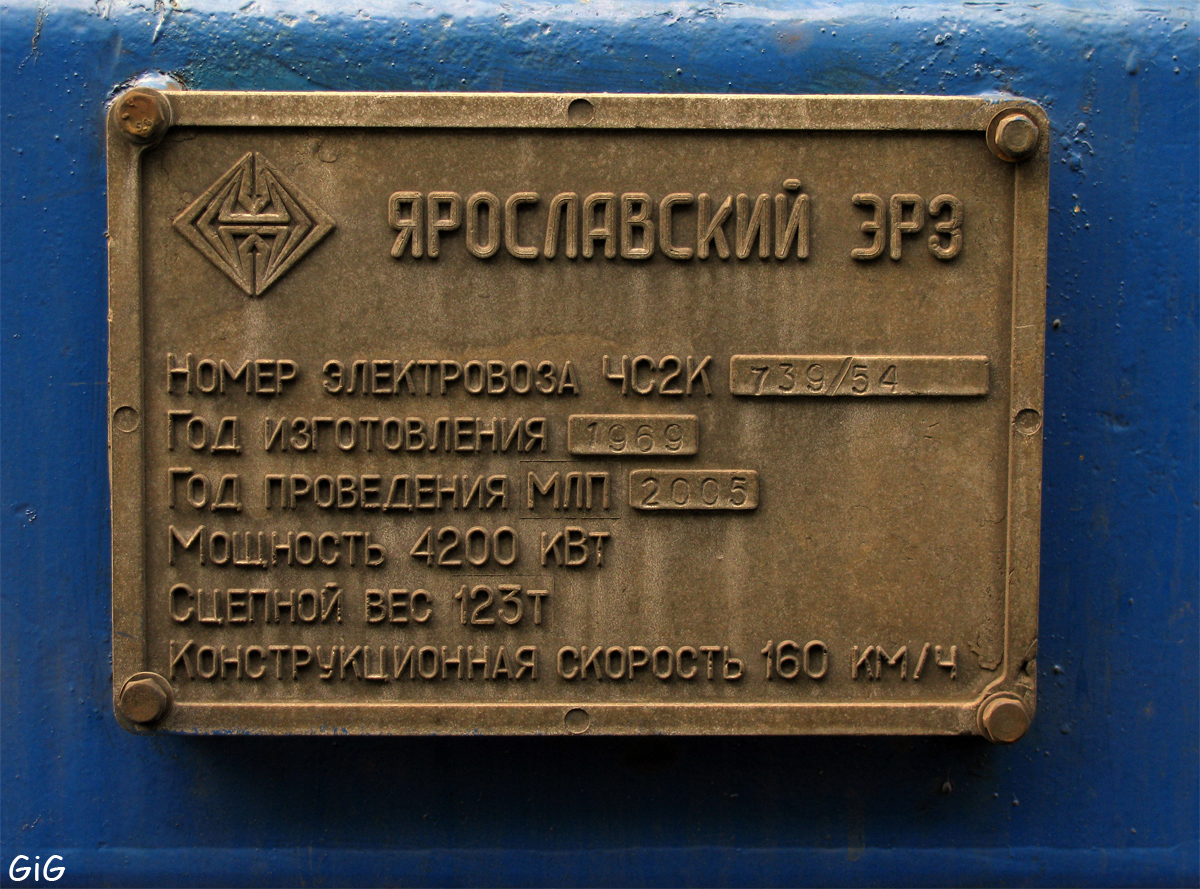 ЯРОСЛАВСКИЙ ЭРЗ
НОМЕР ЭЛЕКТРОВОЗА ЧС2К 739/54
ГОД ИЗГОТОВЛЕНИЯ 1969
ГОД ПРОВЕДЕНИЯ МЛП 2005
МОЩНОСТЬ 4200 КВТ
СЦЕПНОЙ ВЕС 123Т
КОНСТРУКЦИОННАЯ СКОРОСТЬ 160 КМ/Ч
GiG